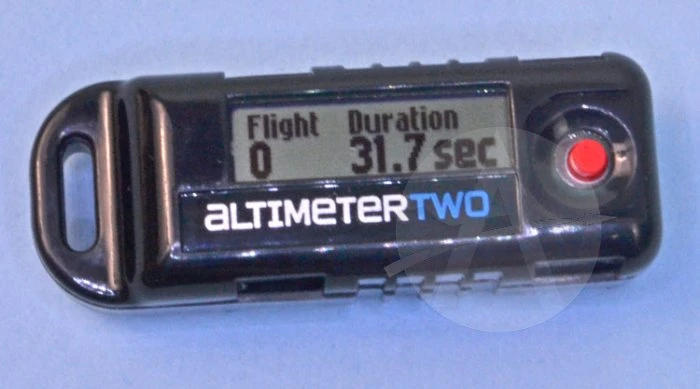 Flight Duration
0 31.7 sec
ALTIMETERTWO